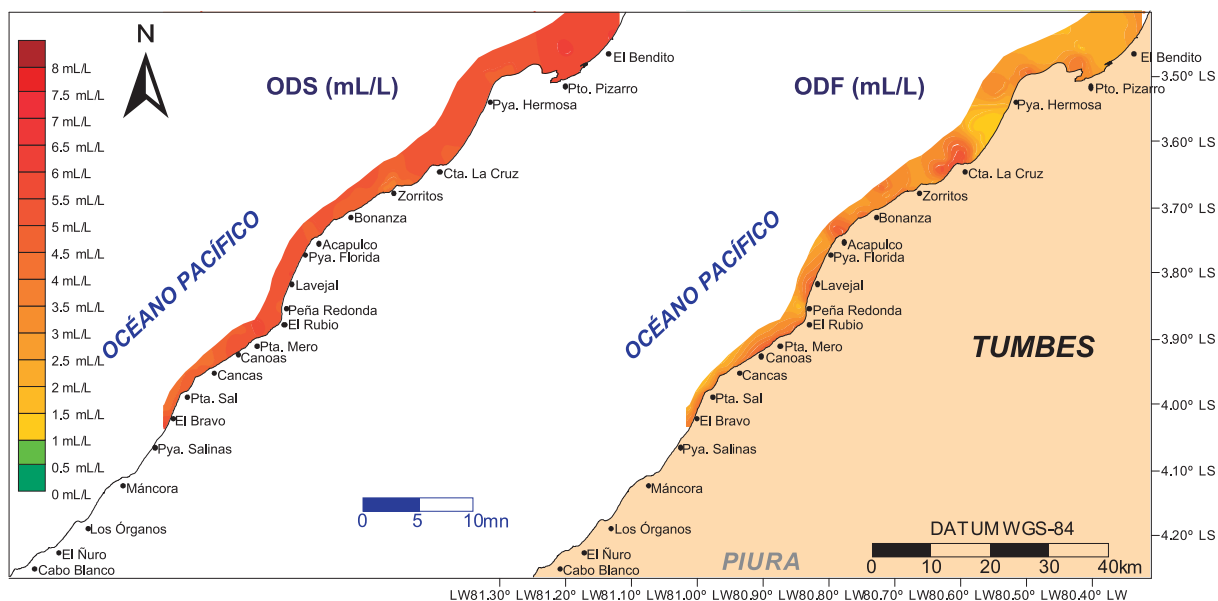 8 mL/L
7.5 mL/L
7 mL/L
6.5 mL/L
6 mL/L
5.5 mL/L
5 mL/L
4.5 mL/L
4 mL/L
3.5 mL/L
3 mL/L
2.5 mL/L
2 mL/L
1.5 mL/L
1 mL/L
0.5 mL/L
0 mL/L
N
ODS (mL/L)
OCÉANO PACÍFICO
El Bendito
Pto. Pizarro
Pya. Hermosa
Cta. La Cruz
Zorritos
Bonanza
Acapulco
Pya. Florida
Lavejal
Peña Redonda
El Rubio
Pta. Mero
Canoas
Cancas
Pta. Sal
El Bravo
Pya. Salinas
Máncora
Los Órganos
El Ñuro
Cabo Blanco
0 5 10mn
ODF (mL/L)
OCÉANO PACÍFICO
El Bendito
Pto. Pizarro
Pya. Hermosa
Cta. La Cruz
Zorritos
Bonanza
Acapulco
Pya. Florida
Lavejal
Peña Redonda
El Rubio
Pta. Mero
Canoas
Cancas
Pta. Sal
El Bravo
Pya. Salinas
Máncora
Los Órganos
El Ñuro
Cabo Blanco
TUMBES
PIURA
DATUM WGS-84
0 10 20 30 40km
3.50° LS
3.60° LS
3.70° LS
3.80° LS
3.90° LS
4.00° LS
4.10° LS
4.20° LS
LW81.30° LW81.20° LW81.10° LW81.00° LW80.90° LW80.80° LW80.70° LW80.60° LW80.50° LW80.40° LW